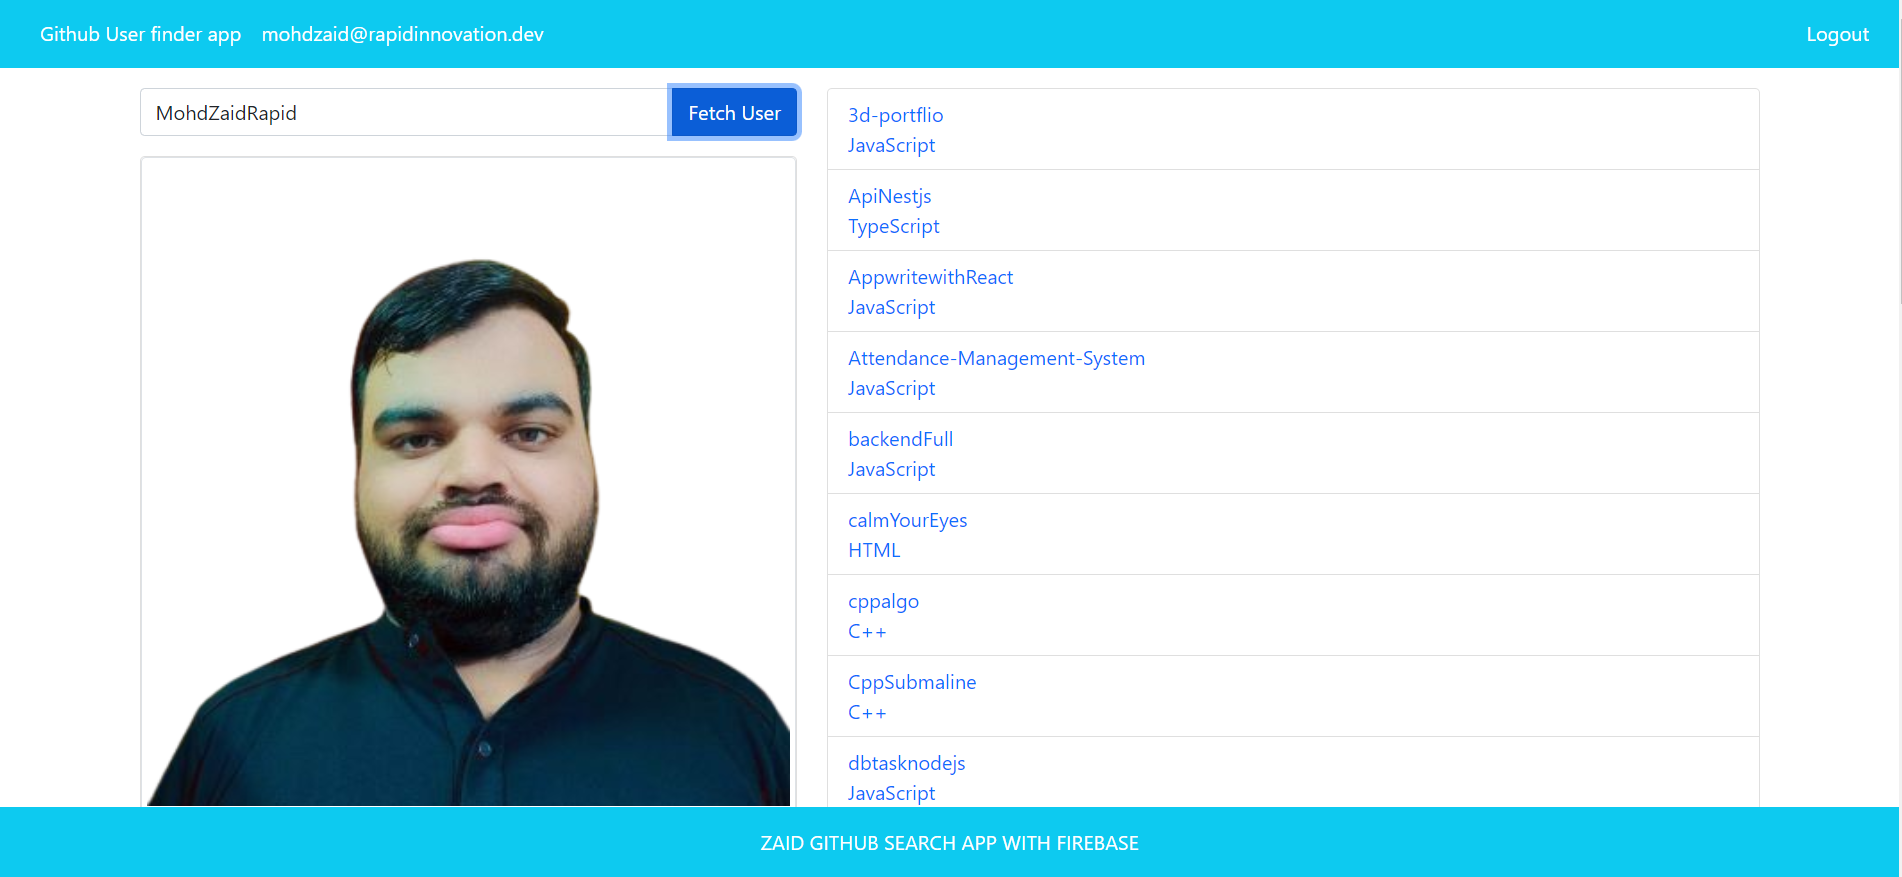 Github User finder app mohdzaid@rapidinnovation.dev Logout
MohdZaidRapid Fetch User
3d-portflio
JavaScript
ApiNestjs
TypeScript
AppwritewithReact
JavaScript
Attendance-Management-System
JavaScript
backendFull
JavaScript
calmYourEyes
HTML
cppalgo
C++
CppSubmaline
C++
dbtasknodejs
JavaScript
ZAID GITHUB SEARCH APP WITH FIREBASE